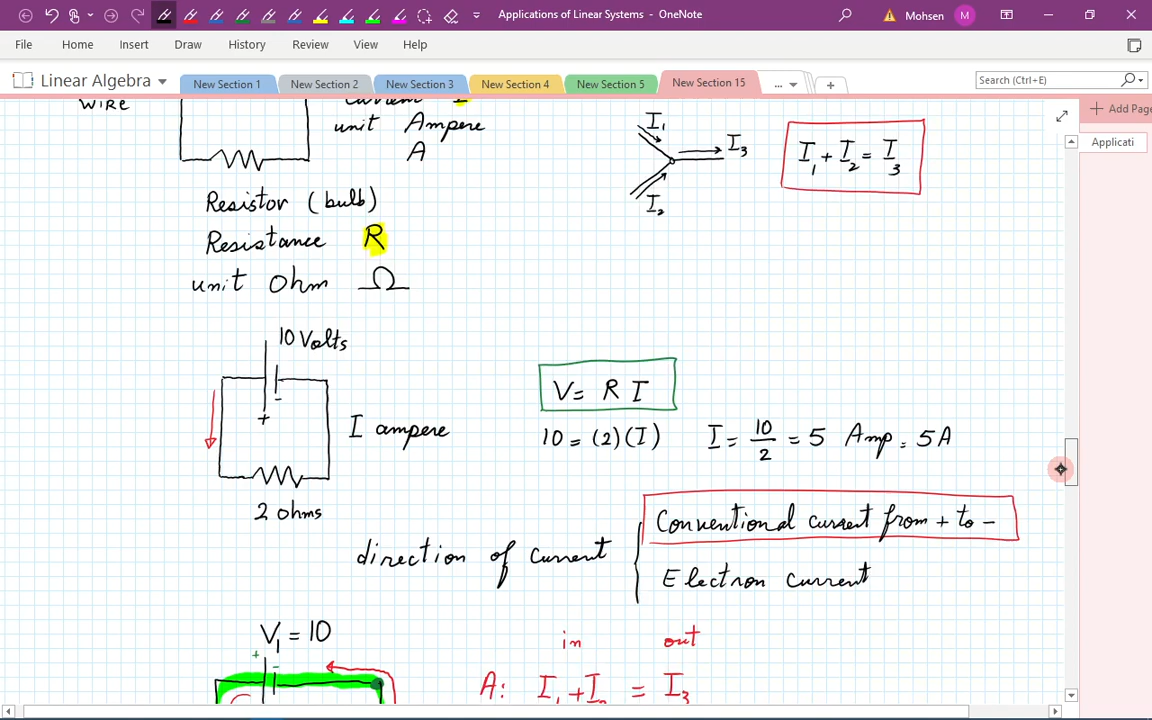 Applications of Linear Systems - OneNote
Mohsen M
File Home Insert Draw History Review View Help
Linear Algebra New Section 1 New Section 2 New Section 3 New Section 4 New Section 5 New Section 15 ... + Search (Ctrl+E)
+ Add Page
Applicati
WIRE
current I
unit Ampere
A
Resistor (bulb)
Resistance R
unit Ohm Ω
I₁
I₃
I₂
I₁ + I₂ = I₃
10 Volts
+ -
I ampere
2 ohms
V = R I
10 = (2)(I) I = 10/2 = 5 Amp = 5A
direction of current
Conventional current from + to -
Electron current
V₁ = 10
+ -
in out
A: I₁ + I₂ = I₃